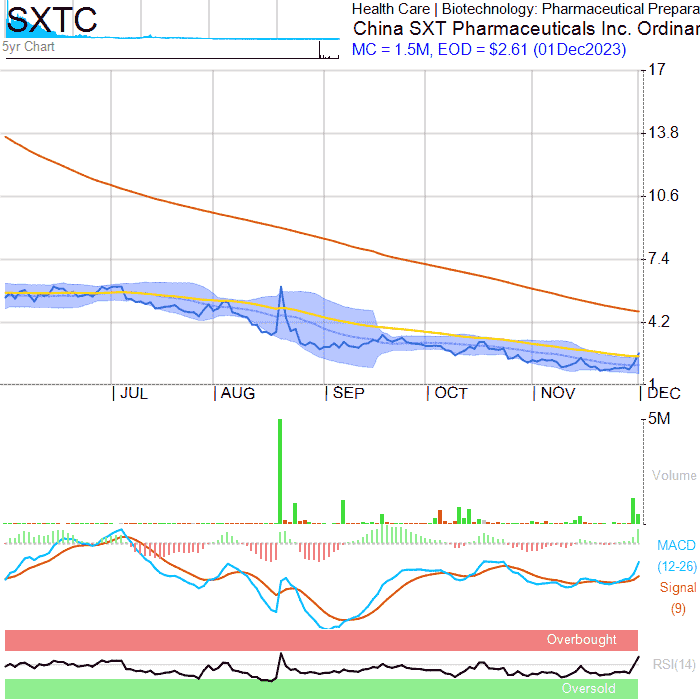 SXTC
Health Care | Biotechnology: Pharmaceutical Prepara
China SXT Pharmaceuticals Inc. Ordinar
MC = 1.5M, EOD = $2.61 (01Dec2023)
5yr Chart
17
13.8
10.6
7.4
4.2
1
JUL AUG SEP OCT NOV DEC
5M
Volume
MACD
(12-26)
Signal
(9)
Overbought
RSI(14)
Oversold